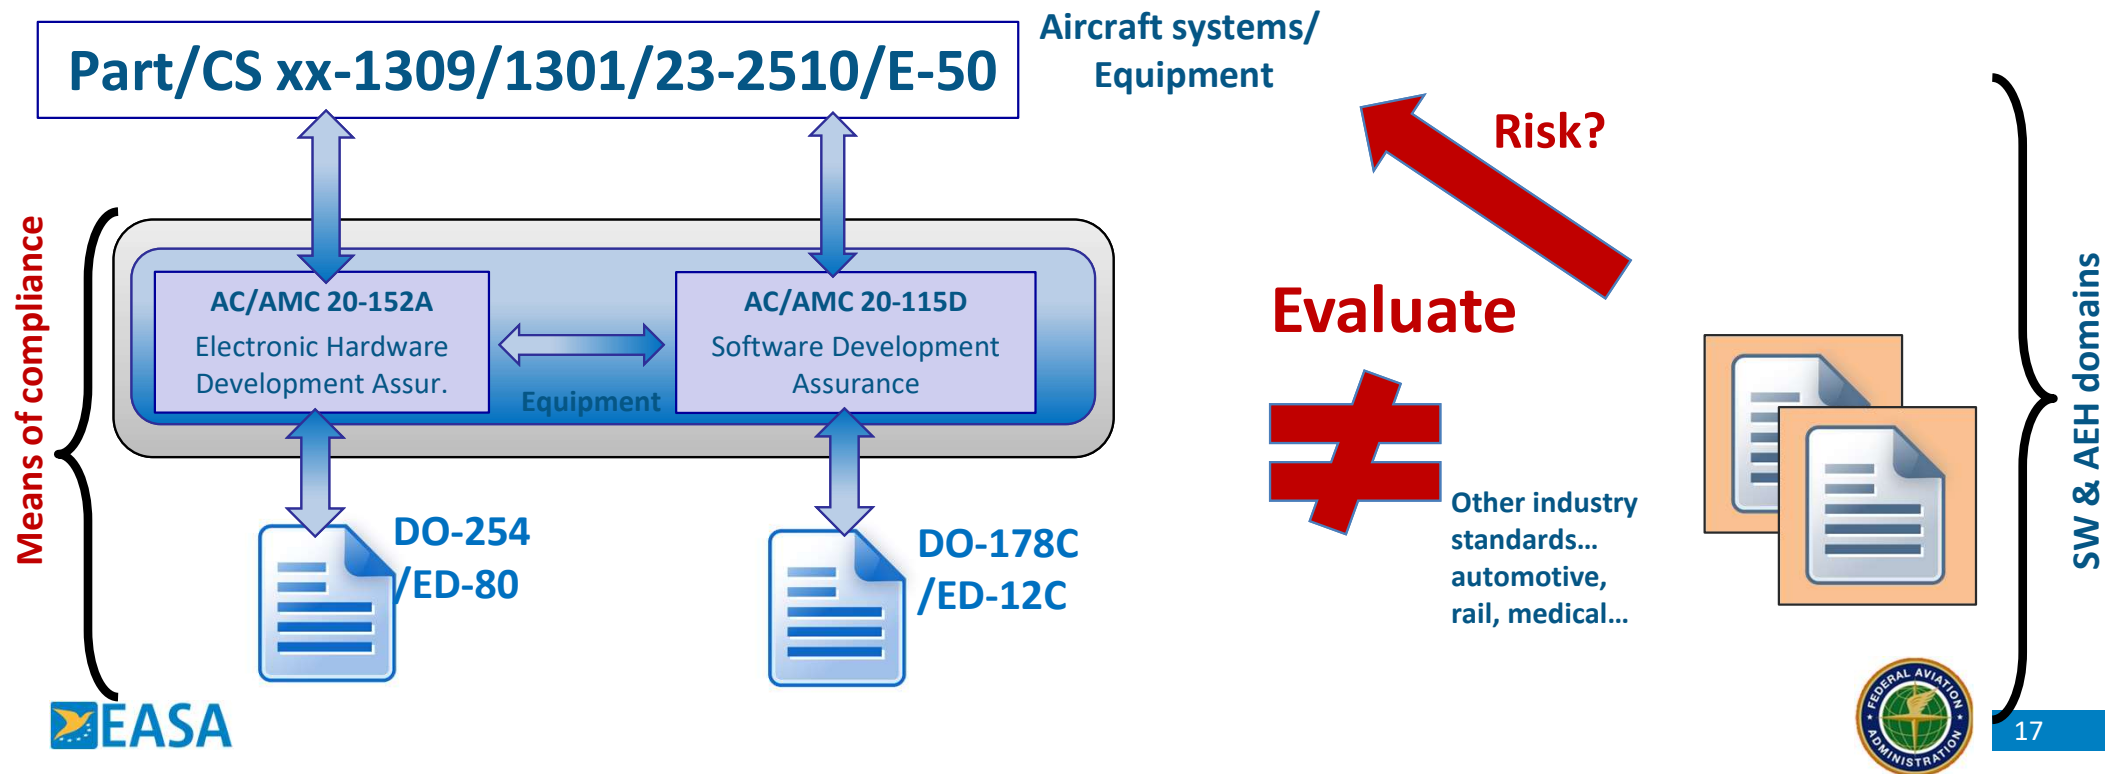 Part/CS xx-1309/1301/23-2510/E-50
Aircraft systems/
Equipment
Risk?
Means of compliance
AC/AMC 20-152A
Electronic Hardware
Development Assur.
Equipment
AC/AMC 20-115D
Software Development
Assurance
Evaluate
DO-254
/ED-80
DO-178C
/ED-12C
Other industry
standards...
automotive,
rail, medical...
SW & AEH domains
EASA
FEDERAL AVIATION
ADMINISTRATION
17